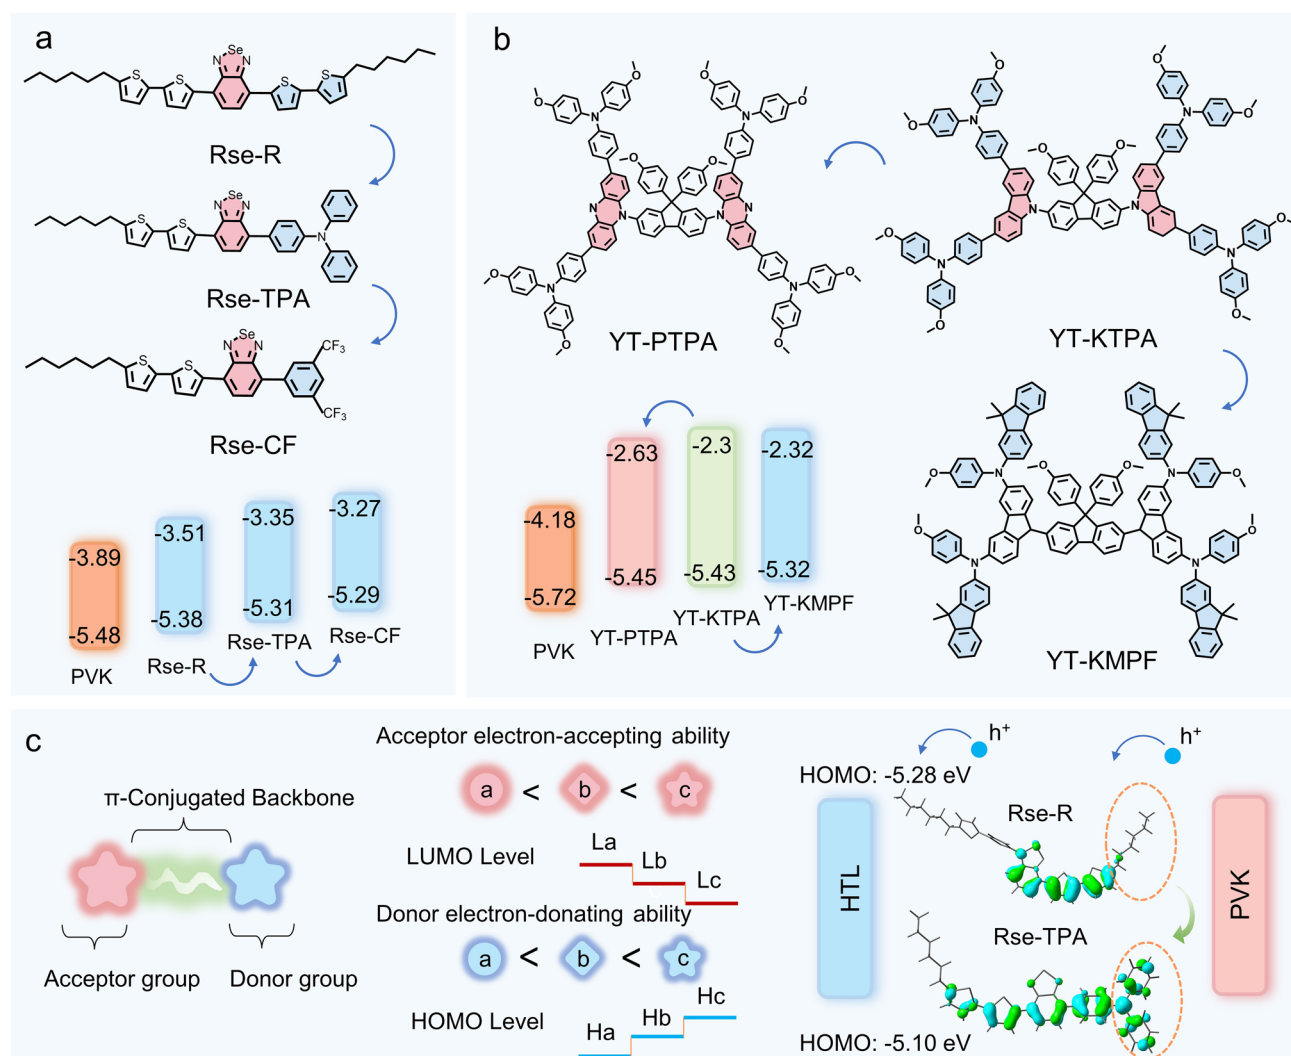 a
Se
N N
S S S S
Rse-R
Se
N N
S S
N
Rse-TPA
Se
N N
S S
CF3
CF3
Rse-CF
-3.89
-5.48
PVK
-3.51
-5.38
Rse-R
-3.35
-5.31
Rse-TPA
-3.27
-5.29
Rse-CF
b
O O O O
N N
O O
N N
N N
O O
N N
O O
YT-PTPA
O O
O N N O
O O
N N
O O
N N
O O
YT-KTPA
-4.18
-5.72
PVK
-2.63
-5.45
YT-PTPA
-2.3
-5.43
YT-KTPA
-2.32
-5.32
YT-KMPF
N N
O O O O
O O
N N
YT-KMPF
c
π-Conjugated Backbone
Acceptor group
Donor group
Acceptor electron-accepting ability
a < b < c
LUMO Level
La
Lb
Lc
Donor electron-donating ability
a < b < c
HOMO Level
Ha
Hb
Hc
h+
h+
HOMO: -5.28 eV
Rse-R
HTL
PVK
Rse-TPA
HOMO: -5.10 eV